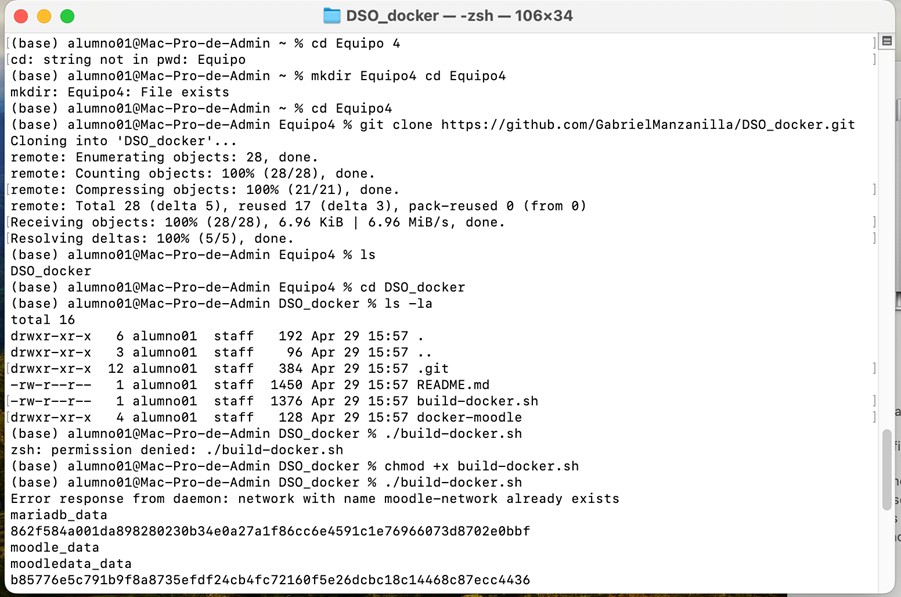 DSO_docker — -zsh — 106×34
(base) alumno01@Mac-Pro-de-Admin ~ % cd Equipo 4
cd: string not in pwd: Equipo
(base) alumno01@Mac-Pro-de-Admin ~ % mkdir Equipo4 cd Equipo4
mkdir: Equipo4: File exists
(base) alumno01@Mac-Pro-de-Admin ~ % cd Equipo4
(base) alumno01@Mac-Pro-de-Admin Equipo4 % git clone https://github.com/GabrielManzanilla/DSO_docker.git
Cloning into 'DSO_docker'...
remote: Enumerating objects: 28, done.
remote: Counting objects: 100% (28/28), done.
remote: Compressing objects: 100% (21/21), done.
remote: Total 28 (delta 5), reused 17 (delta 3), pack-reused 0 (from 0)
Receiving objects: 100% (28/28), 6.96 KiB | 6.96 MiB/s, done.
Resolving deltas: 100% (5/5), done.
(base) alumno01@Mac-Pro-de-Admin Equipo4 % ls
DSO_docker
(base) alumno01@Mac-Pro-de-Admin Equipo4 % cd DSO_docker
(base) alumno01@Mac-Pro-de-Admin DSO_docker % ls -la
total 16
drwxr-xr-x   6 alumno01  staff   192 Apr 29 15:57 .
drwxr-xr-x   3 alumno01  staff    96 Apr 29 15:57 ..
drwxr-xr-x  12 alumno01  staff   384 Apr 29 15:57 .git
-rw-r--r--   1 alumno01  staff  1450 Apr 29 15:57 README.md
-rw-r--r--   1 alumno01  staff  1376 Apr 29 15:57 build-docker.sh
drwxr-xr-x   4 alumno01  staff   128 Apr 29 15:57 docker-moodle
(base) alumno01@Mac-Pro-de-Admin DSO_docker % ./build-docker.sh
zsh: permission denied: ./build-docker.sh
(base) alumno01@Mac-Pro-de-Admin DSO_docker % chmod +x build-docker.sh
(base) alumno01@Mac-Pro-de-Admin DSO_docker % ./build-docker.sh
Error response from daemon: network with name moodle-network already exists
mariadb_data
862f584a001da898280230b34e0a27a1f86cc6e4591c1e76966073d8702e0bbf
moodle_data
moodledata_data
b85776e5c791b9f8a8735efdf24cb4fc72160f5e26dcbc18c14468c87ecc4436